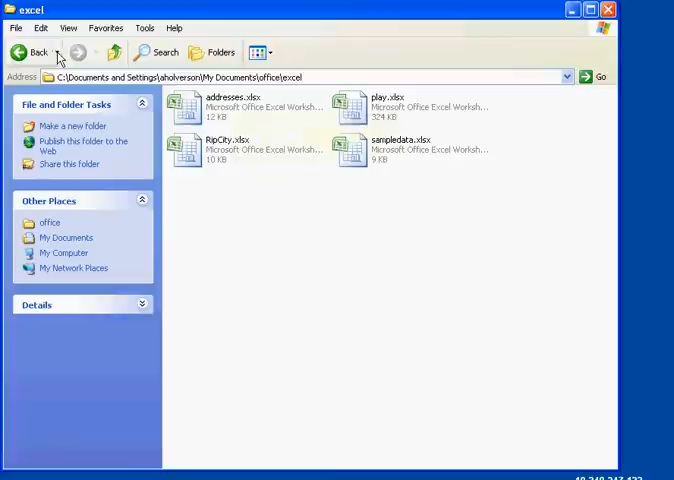 excel
File Edit View Favorites Tools Help
Back Search Folders
Address C:\Documents and Settings\aholverson\My Documents\office\excel Go
File and Folder Tasks
Make a new folder
Publish this folder to the
Web
Share this folder
Other Places
office
My Documents
My Computer
My Network Places
Details
addresses.xlsx
Microsoft Office Excel Worksh...
12 KB
play.xlsx
Microsoft Office Excel Worksh...
324 KB
RipCity.xlsx
Microsoft Office Excel Worksh...
10 KB
sampledata.xlsx
Microsoft Office Excel Worksh...
9 KB